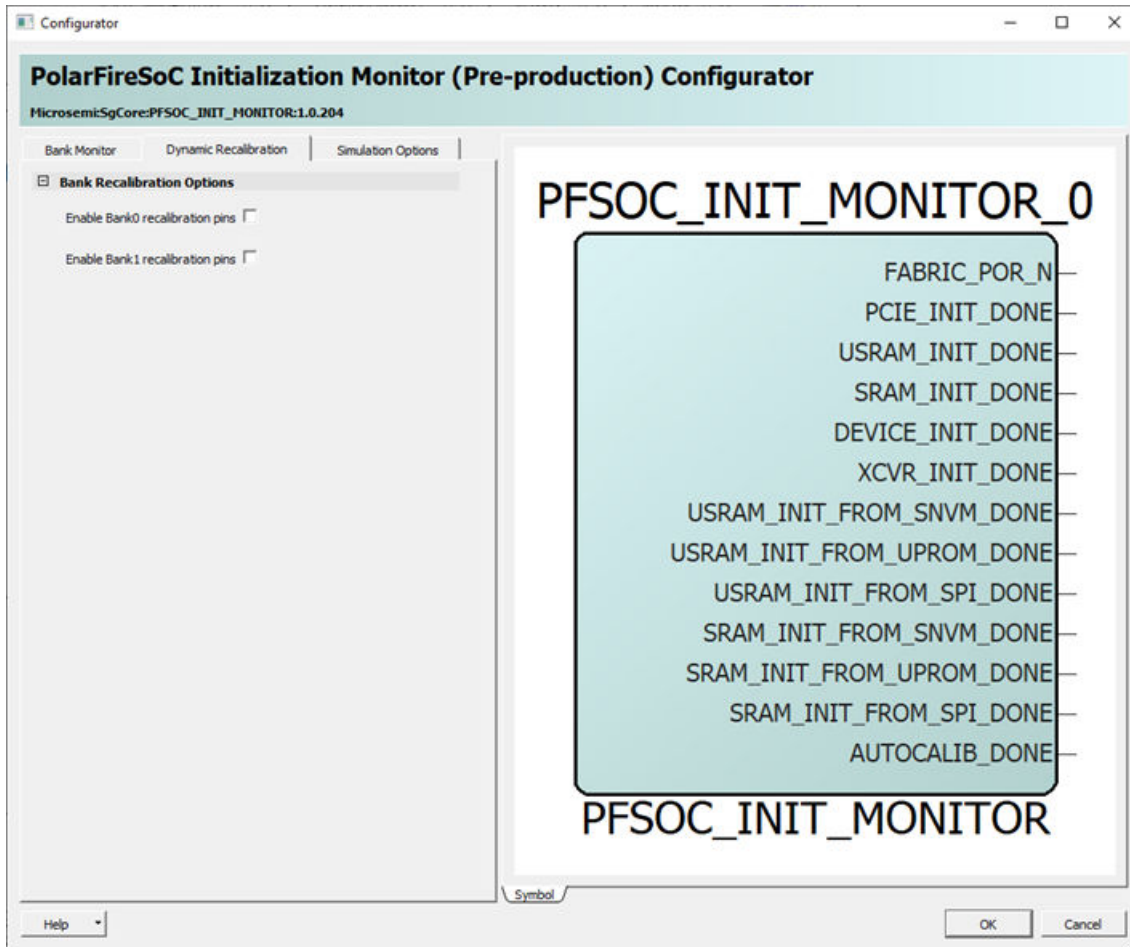 Configurator
PolarFireSoC Initialization Monitor (Pre-production) Configurator
Microsemi:SgCore:PFSOC_INIT_MONITOR:1.0.204
Bank Monitor Dynamic Recalibration Simulation Options
Bank Recalibration Options
Enable Bank0 recalibration pins
Enable Bank1 recalibration pins
PFSOC_INIT_MONITOR_0
FABRIC_POR_N
PCIE_INIT_DONE
USRAM_INIT_DONE
SRAM_INIT_DONE
DEVICE_INIT_DONE
XCVR_INIT_DONE
USRAM_INIT_FROM_SNVM_DONE
USRAM_INIT_FROM_UPROM_DONE
USRAM_INIT_FROM_SPI_DONE
SRAM_INIT_FROM_SNVM_DONE
SRAM_INIT_FROM_UPROM_DONE
SRAM_INIT_FROM_SPI_DONE
AUTOCALIB_DONE
PFSOC_INIT_MONITOR
Symbol
Help OK Cancel